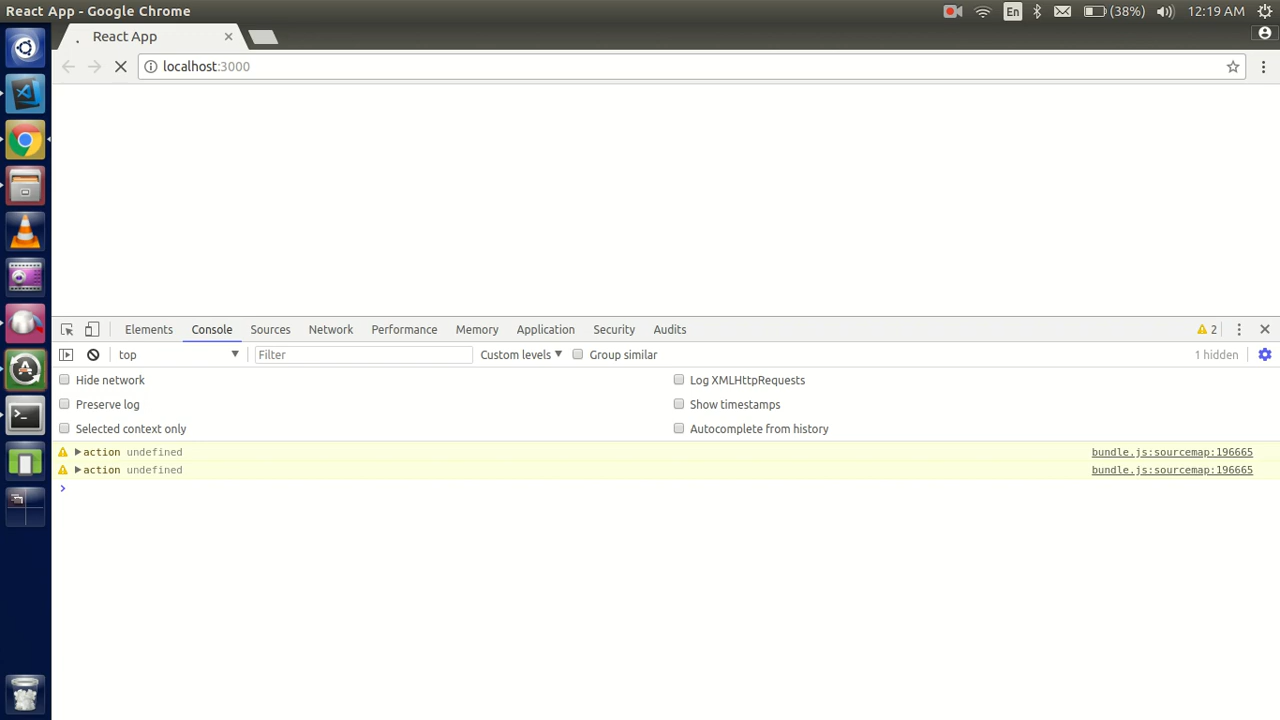 React App - Google Chrome
En
(38%)
12:19 AM
React App
localhost:3000
Elements
Console
Sources
Network
Performance
Memory
Application
Security
Audits
2
top
Filter
Custom levels
Group similar
1 hidden
Hide network
Log XMLHttpRequests
Preserve log
Show timestamps
Selected context only
Autocomplete from history
action undefined
bundle.js:sourcemap:196665
action undefined
bundle.js:sourcemap:196665